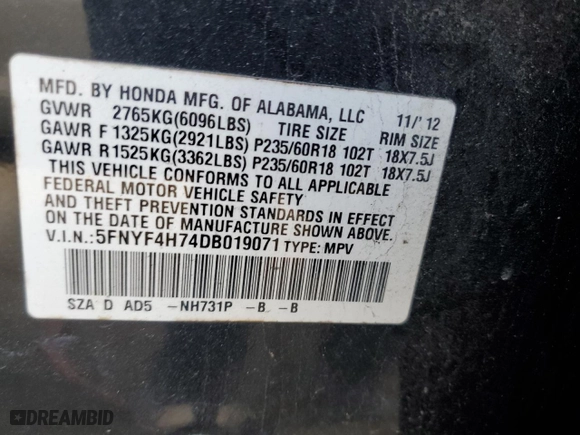 MFD. BY HONDA MFG. OF ALABAMA, LLC 11/'12
GVWR 2765KG(6096LBS) TIRE SIZE RIM SIZE
GAWR F 1325KG(2921LBS) P235/60R18 102T 18X7.5J
GAWR R 1525KG(3362LBS) P235/60R18 102T 18X7.5J
THIS VEHICLE CONFORMS TO ALL APPLICABLE
FEDERAL MOTOR VEHICLE SAFETY
AND THEFT PREVENTION STANDARDS IN EFFECT
ON THE DATE OF MANUFACTURE SHOWN ABOVE.
V.I.N.:5FNYF4H74DB019071 TYPE: MPV
SZA D AD5 -NH731P -B -B
DREAMBID